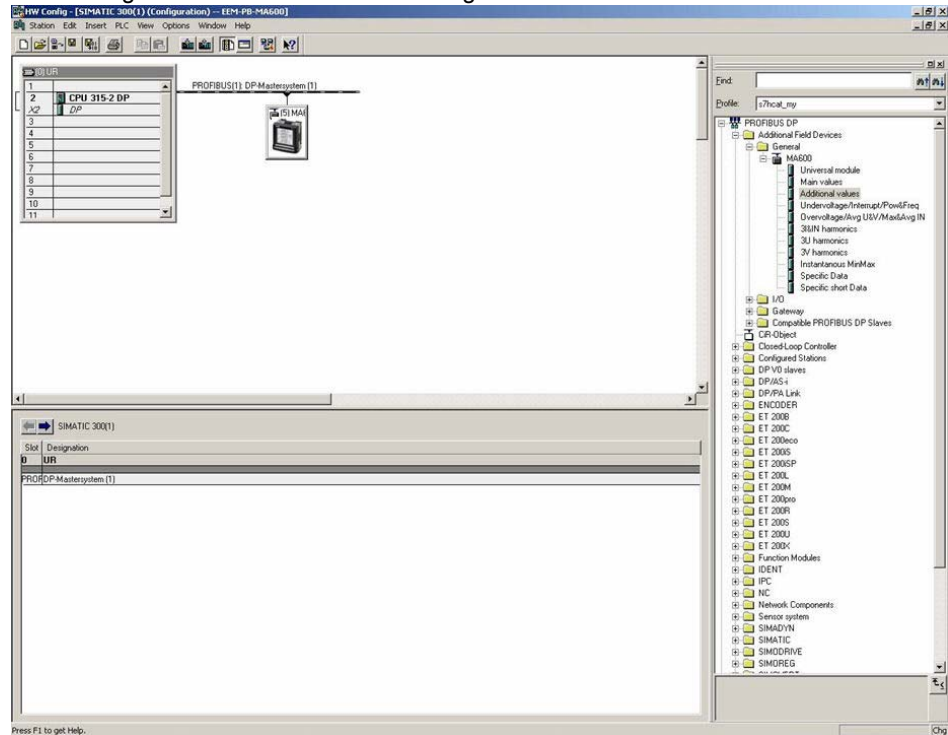 HW Config - [SIMATIC 300(1) (Configuration) -- EEM-PB-MA600]
Station Edit Insert PLC View Options Window Help
(0) UR
1
2 CPU 315-2 DP
X2 DP
3
4
5
6
7
8
9
10
11
PROFIBUS(1): DP-Mastersystem (1)
(5) MA6
SIMATIC 300(1)
Slot Designation
0 UR
PROF DP-Mastersystem (1)
Find:
Profile: s7hcat_my
PROFIBUS DP
Additional Field Devices
General
MA600
Universal module
Main values
Additional values
Undervoltage/Interrupt/Pow&Freq
Overvoltage/Avg U&V/Max&Avg IN
3I&IN harmonics
3U harmonics
3V harmonics
Instantanous MinMax
Specific Data
Specific short Data
I/O
Gateway
Compatible PROFIBUS DP Slaves
CiR-Object
Closed-Loop Controller
Configured Stations
DP V0 slaves
DP/AS-i
DP/PA Link
ENCODER
ET 200B
ET 200C
ET 200eco
ET 200iS
ET 200iSP
ET 200L
ET 200M
ET 200pro
ET 200R
ET 200S
ET 200U
ET 200X
Function Modules
IDENT
IPC
NC
Network Components
Sensor system
SIMADYN
SIMATIC
SIMODRIVE
SIMOREG
Press F1 to get Help.
Chg